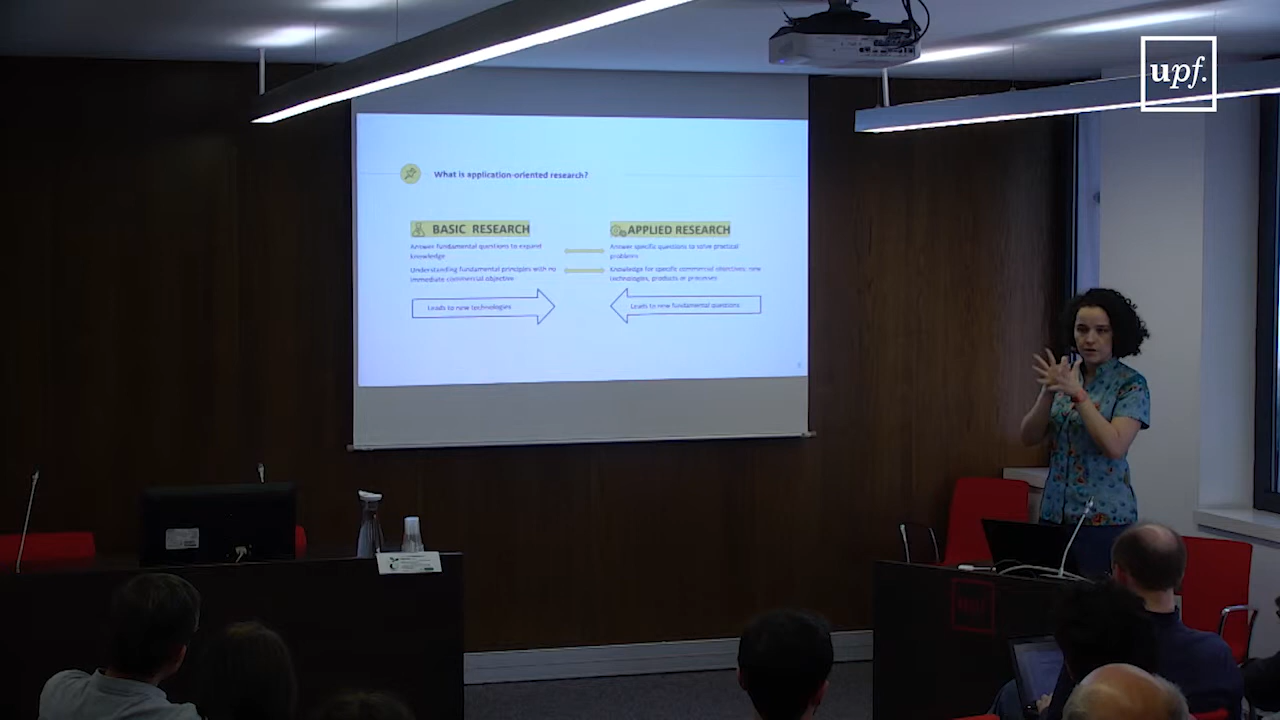 upf.
What is application-oriented research?
BASIC RESEARCH
Answer fundamental questions to expand
knowledge
Understanding fundamental principles with no
immediate commercial objective
Leads to new technologies
APPLIED RESEARCH
Answer specific questions to solve practical
problems
Knowledge for specific commercial objectives: new
technologies, products or processes
Leads to new fundamental questions
upf.